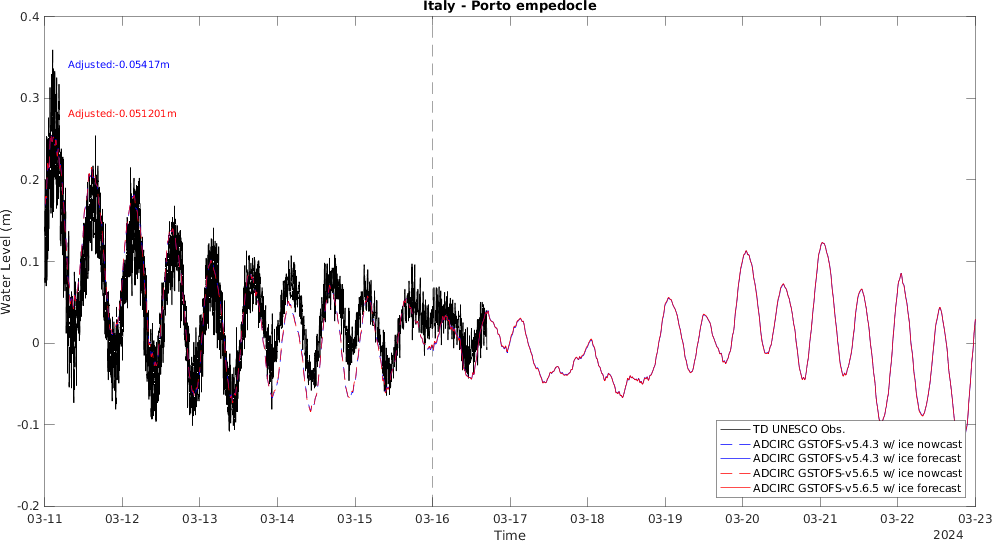 Italy - Porto empedocle
Adjusted:-0.05417m
Adjusted:-0.051201m
Water Level (m)
0.4
0.3
0.2
0.1
0
-0.1
-0.2
TD UNESCO Obs.
ADCIRC GSTOFS-v5.4.3 w/ ice nowcast
ADCIRC GSTOFS-v5.4.3 w/ ice forecast
ADCIRC GSTOFS-v5.6.5 w/ ice nowcast
ADCIRC GSTOFS-v5.6.5 w/ ice forecast
03-11 03-12 03-13 03-14 03-15 03-16 03-17 03-18 03-19 03-20 03-21 03-22 03-23
Time
2024